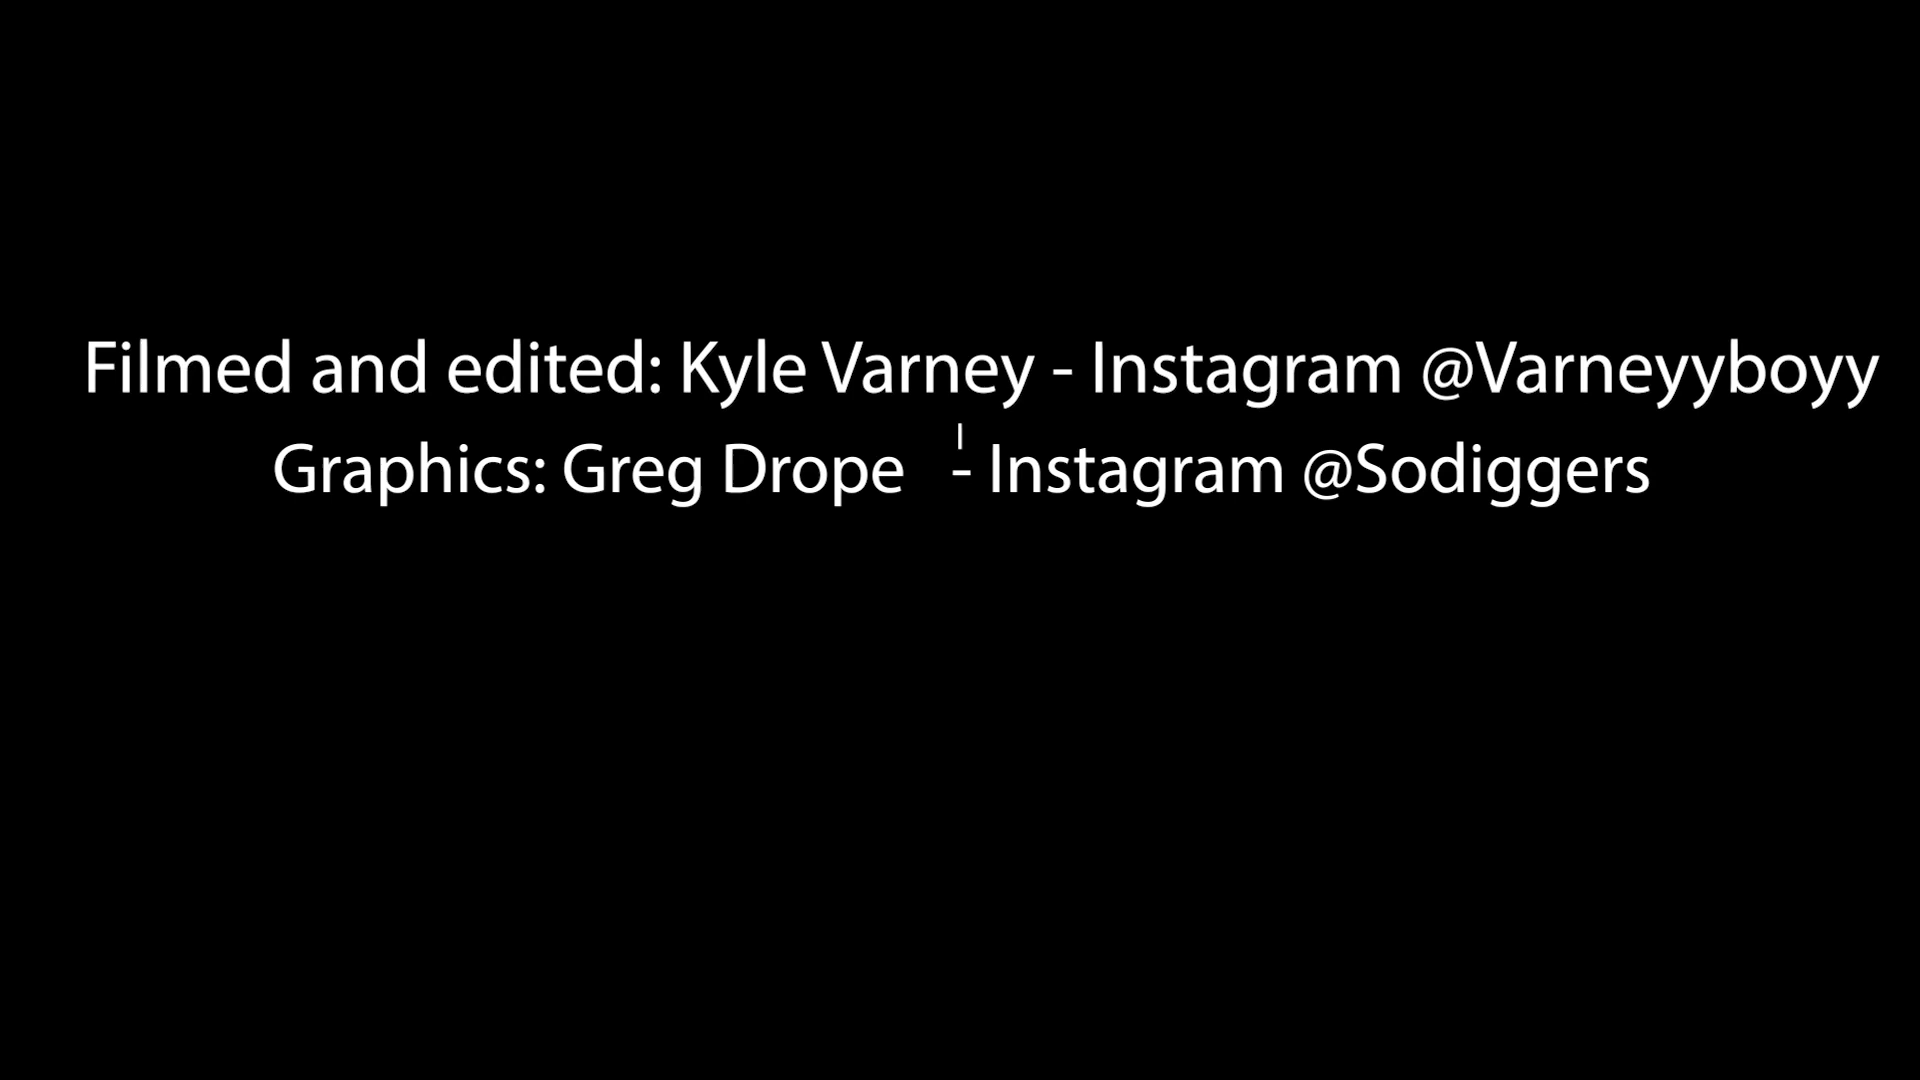 Filmed and edited: Kyle Varney - Instagram @Varneyyboyy
Graphics: Greg Drope - Instagram @Sodiggers